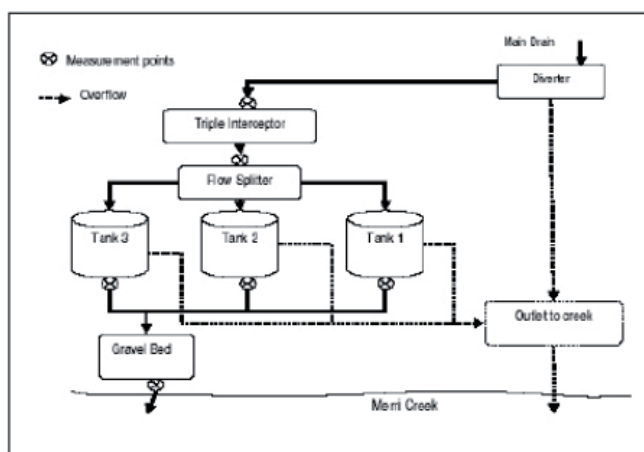 Main Drain
Measurement points
Diverter
Overflow
Triple Interceptor
Flow Splitter
Tank 3
Tank 2
Tank 1
Outlet to creek
Gravel Bed
Merri Creek